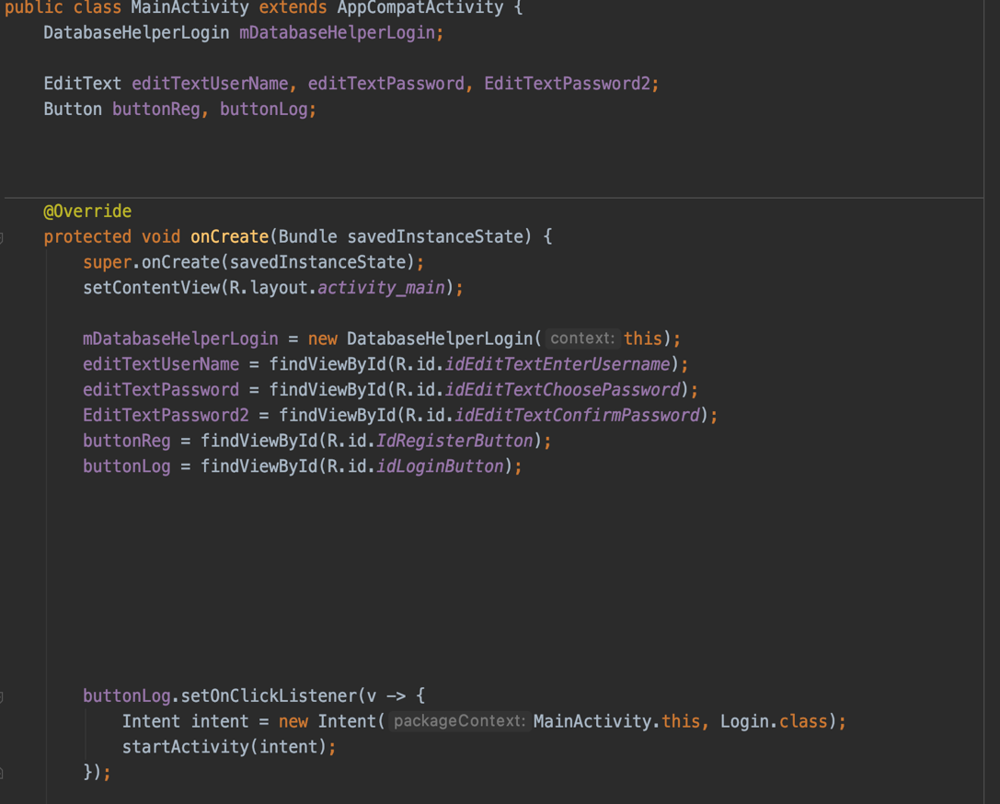 public class MainActivity extends AppCompatActivity {
DatabaseHelperLogin mDatabaseHelperLogin;
EditText editTextUserName, editTextPassword, EditTextPassword2;
Button buttonReg, buttonLog;
@Override
protected void onCreate(Bundle savedInstanceState) {
super.onCreate(savedInstanceState);
setContentView(R.layout.activity_main);
mDatabaseHelperLogin = new DatabaseHelperLogin( context: this);
editTextUserName = findViewById(R.id.idEditTextEnterUsername);
editTextPassword = findViewById(R.id.idEditTextChoosePassword);
EditTextPassword2 = findViewById(R.id.idEditTextConfirmPassword);
buttonReg = findViewById(R.id.IdRegisterButton);
buttonLog = findViewById(R.id.idLoginButton);
buttonLog.setOnClickListener(v -> {
Intent intent = new Intent( packageContext: MainActivity.this, Login.class);
startActivity(intent);
});